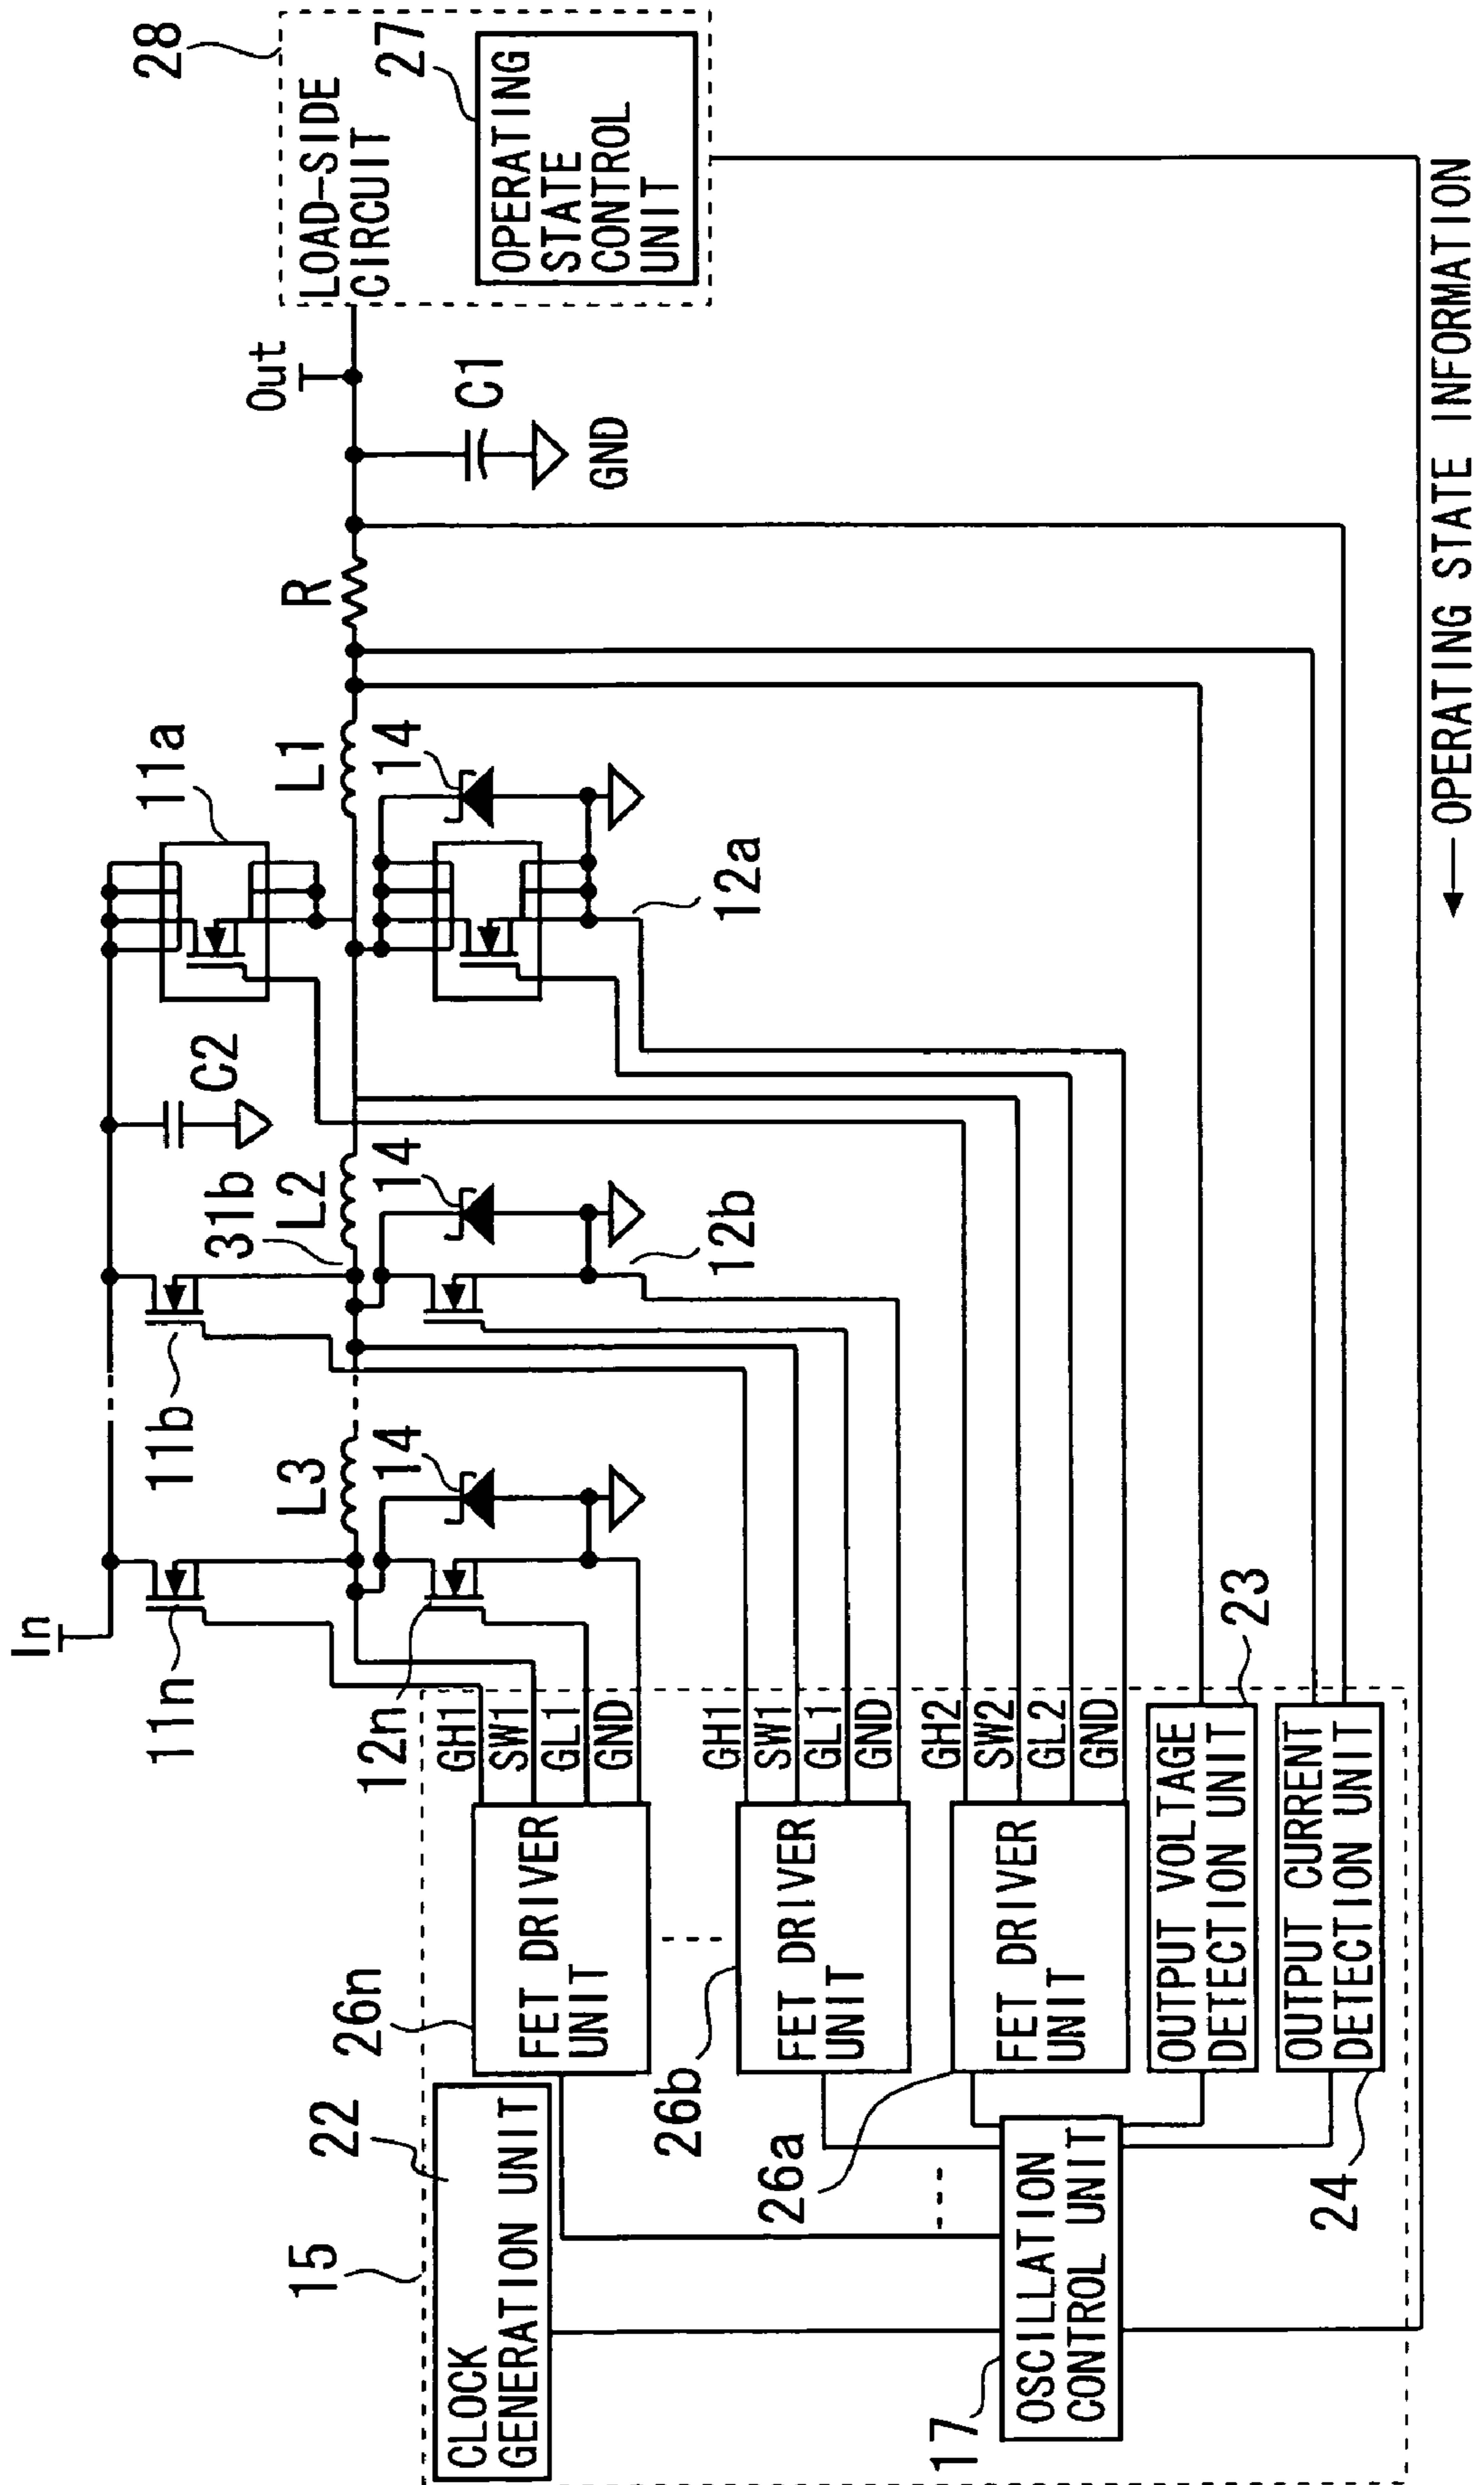 28
LOAD-SIDE
CIRCUIT
27
OPERATING
STATE
CONTROL
UNIT
Out
C1
GND
R
L1
11a
14
12a
C2
L2
31b
14
12b
11b
L3
14
In
11n
12n
GH1
SW1
GL1
GND
GH1
SW1
GL1
GND
GH2
SW2
GL2
GND
23
OUTPUT VOLTAGE
DETECTION UNIT
OUTPUT CURRENT
DETECTION UNIT
24
FET DRIVER
UNIT
26n
FET DRIVER
UNIT
26b
FET DRIVER
UNIT
26a
CLOCK
GENERATION UNIT
22
15
OSCILLATION
CONTROL UNIT
17
OPERATING STATE INFORMATION